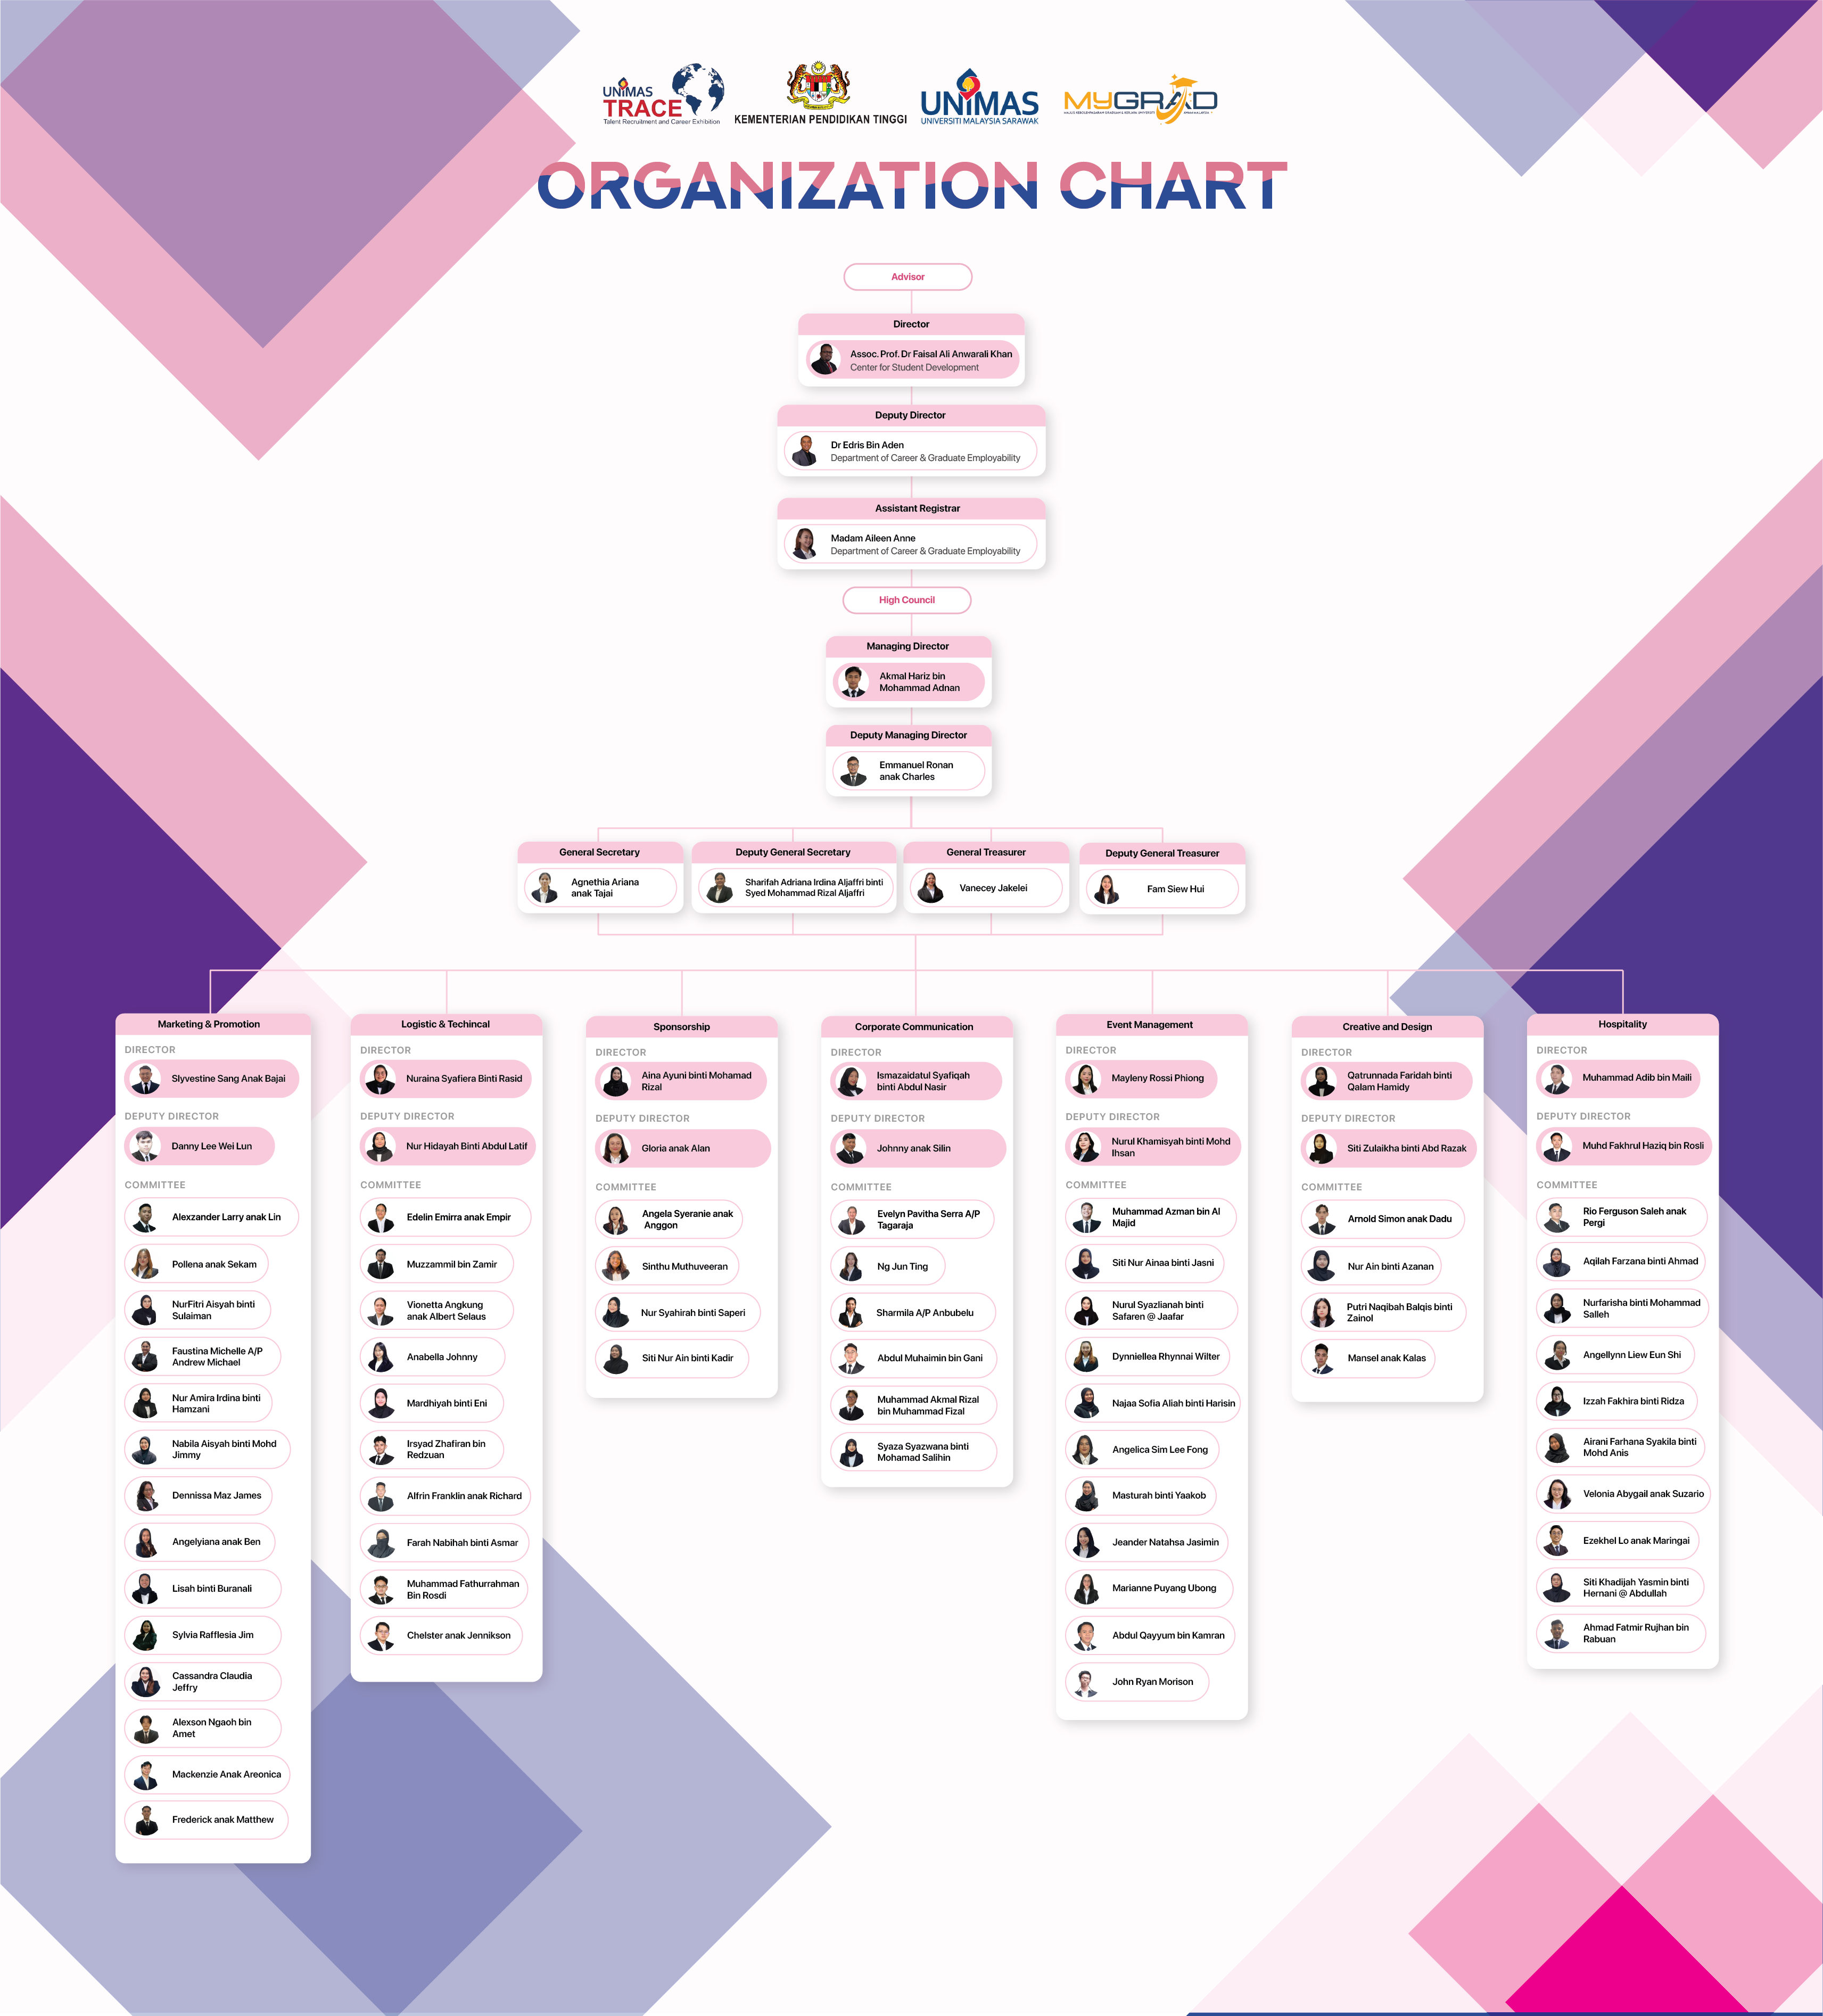 UNIMAS
TRACE
Talent Recruitment and Career Exhibition
KEMENTERIAN PENDIDIKAN TINGGI
UNIMAS
UNIVERSITI MALAYSIA SARAWAK
MYGRAD
ORGANIZATION CHART
Advisor
Director
Assoc. Prof. Dr Faisal Ali Anwarali Khan
Center for Student Development
Deputy Director
Dr Edris Bin Aden
Department of Career & Graduate Employability
Assistant Registrar
Madam Aileen Anne
Department of Career & Graduate Employability
High Council
Managing Director
Akmal Hariz bin
Mohammad Adnan
Deputy Managing Director
Emmanuel Ronan
anak Charles
General Secretary
Agnethia Ariana
anak Tajai
Deputy General Secretary
Sharifah Adriana Irdina Aljaffri binti
Syed Mohammad Rizal Aljaffri
General Treasurer
Vanecey Jakelei
Deputy General Treasurer
Fam Siew Hui
Marketing & Promotion
DIRECTOR
Slyvestine Sang Anak Bajai
DEPUTY DIRECTOR
Danny Lee Wei Lun
COMMITTEE
Alexzander Larry anak Lin
Pollena anak Sekam
NurFitri Aisyah binti
Sulaiman
Faustina Michelle A/P
Andrew Michael
Nur Amira Irdina binti
Hamzani
Nabila Aisyah binti Mohd
Jimmy
Dennissa Maz James
Angelyiana anak Ben
Lisah binti Buranali
Sylvia Rafflesia Jim
Cassandra Claudia
Jeffry
Alexson Ngaoh bin
Amet
Mackenzie Anak Areonica
Frederick anak Matthew
Logistic & Techincal
DIRECTOR
Nuraina Syafiera Binti Rasid
DEPUTY DIRECTOR
Nur Hidayah Binti Abdul Latif
COMMITTEE
Edelin Emirra anak Empir
Muzzammil bin Zamir
Vionetta Angkung
anak Albert Selaus
Anabella Johnny
Mardhiyah binti Eni
Irsyad Zhafiran bin
Redzuan
Alfrin Franklin anak Richard
Farah Nabihah binti Asmar
Muhammad Fathurrahman
Bin Rosdi
Chelster anak Jennikson
Sponsorship
DIRECTOR
Aina Ayuni binti Mohamad
Rizal
DEPUTY DIRECTOR
Gloria anak Alan
COMMITTEE
Angela Syeranie anak
Anggon
Sinthu Muthuveeran
Nur Syahirah binti Saperi
Siti Nur Ain binti Kadir
Corporate Communication
DIRECTOR
Ismazaidatul Syafiqah
binti Abdul Nasir
DEPUTY DIRECTOR
Johnny anak Silin
COMMITTEE
Evelyn Pavitha Serra A/P
Tagaraja
Ng Jun Ting
Sharmila A/P Anbubelu
Abdul Muhaimin bin Gani
Muhammad Akmal Rizal
bin Muhammad Fizal
Syaza Syazwana binti
Mohamad Salihin
Event Management
DIRECTOR
Mayleny Rossi Phiong
DEPUTY DIRECTOR
Nurul Khamisyah binti Mohd
Ihsan
COMMITTEE
Muhammad Azman bin Al
Majid
Siti Nur Ainaa binti Jasni
Nurul Syazlianah binti
Safaren @ Jaafar
Dynniellea Rhynnai Wilter
Najaa Sofia Aliah binti Harisin
Angelica Sim Lee Fong
Masturah binti Yaakob
Jeander Natahsa Jasimin
Marianne Puyang Ubong
Abdul Qayyum bin Kamran
John Ryan Morison
Creative and Design
DIRECTOR
Qatrunnada Faridah binti
Qalam Hamidy
DEPUTY DIRECTOR
Siti Zulaikha binti Abd Razak
COMMITTEE
Arnold Simon anak Dadu
Nur Ain binti Azanan
Putri Naqibah Balqis binti
Zainol
Mansel anak Kalas
Hospitality
DIRECTOR
Muhammad Adib bin Maili
DEPUTY DIRECTOR
Muhd Fakhrul Haziq bin Rosli
COMMITTEE
Rio Ferguson Saleh anak
Pergi
Aqilah Farzana binti Ahmad
Nurfarisha binti Mohammad
Salleh
Angellynn Liew Eun Shi
Izzah Fakhira binti Ridza
Airani Farhana Syakila binti
Mohd Anis
Velonia Abygail anak Suzario
Ezekhel Lo anak Maringai
Siti Khadijah Yasmin binti
Hernani @ Abdullah
Ahmad Fatmir Rujhan bin
Rabuan